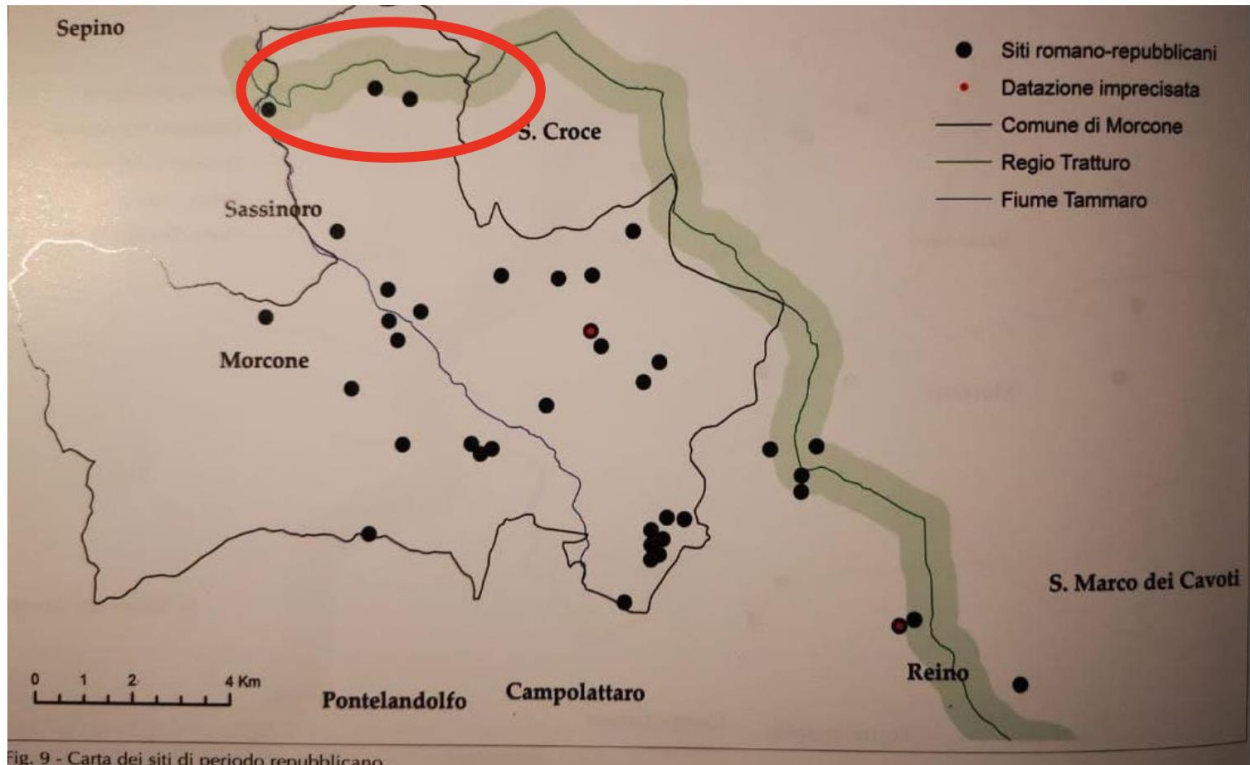 Sepino
Siti romano-repubblicani
Datazione imprecisata
Comune di Morcone
Regio Tratturo
Fiume Tammaro
S. Croce
Sassinoro
Morcone
S. Marco dei Cavoti
Reino
0 1 2 4 Km
Pontelandolfo
Campolattaro
Fig. 9 - Carta dei siti di periodo repubblicano